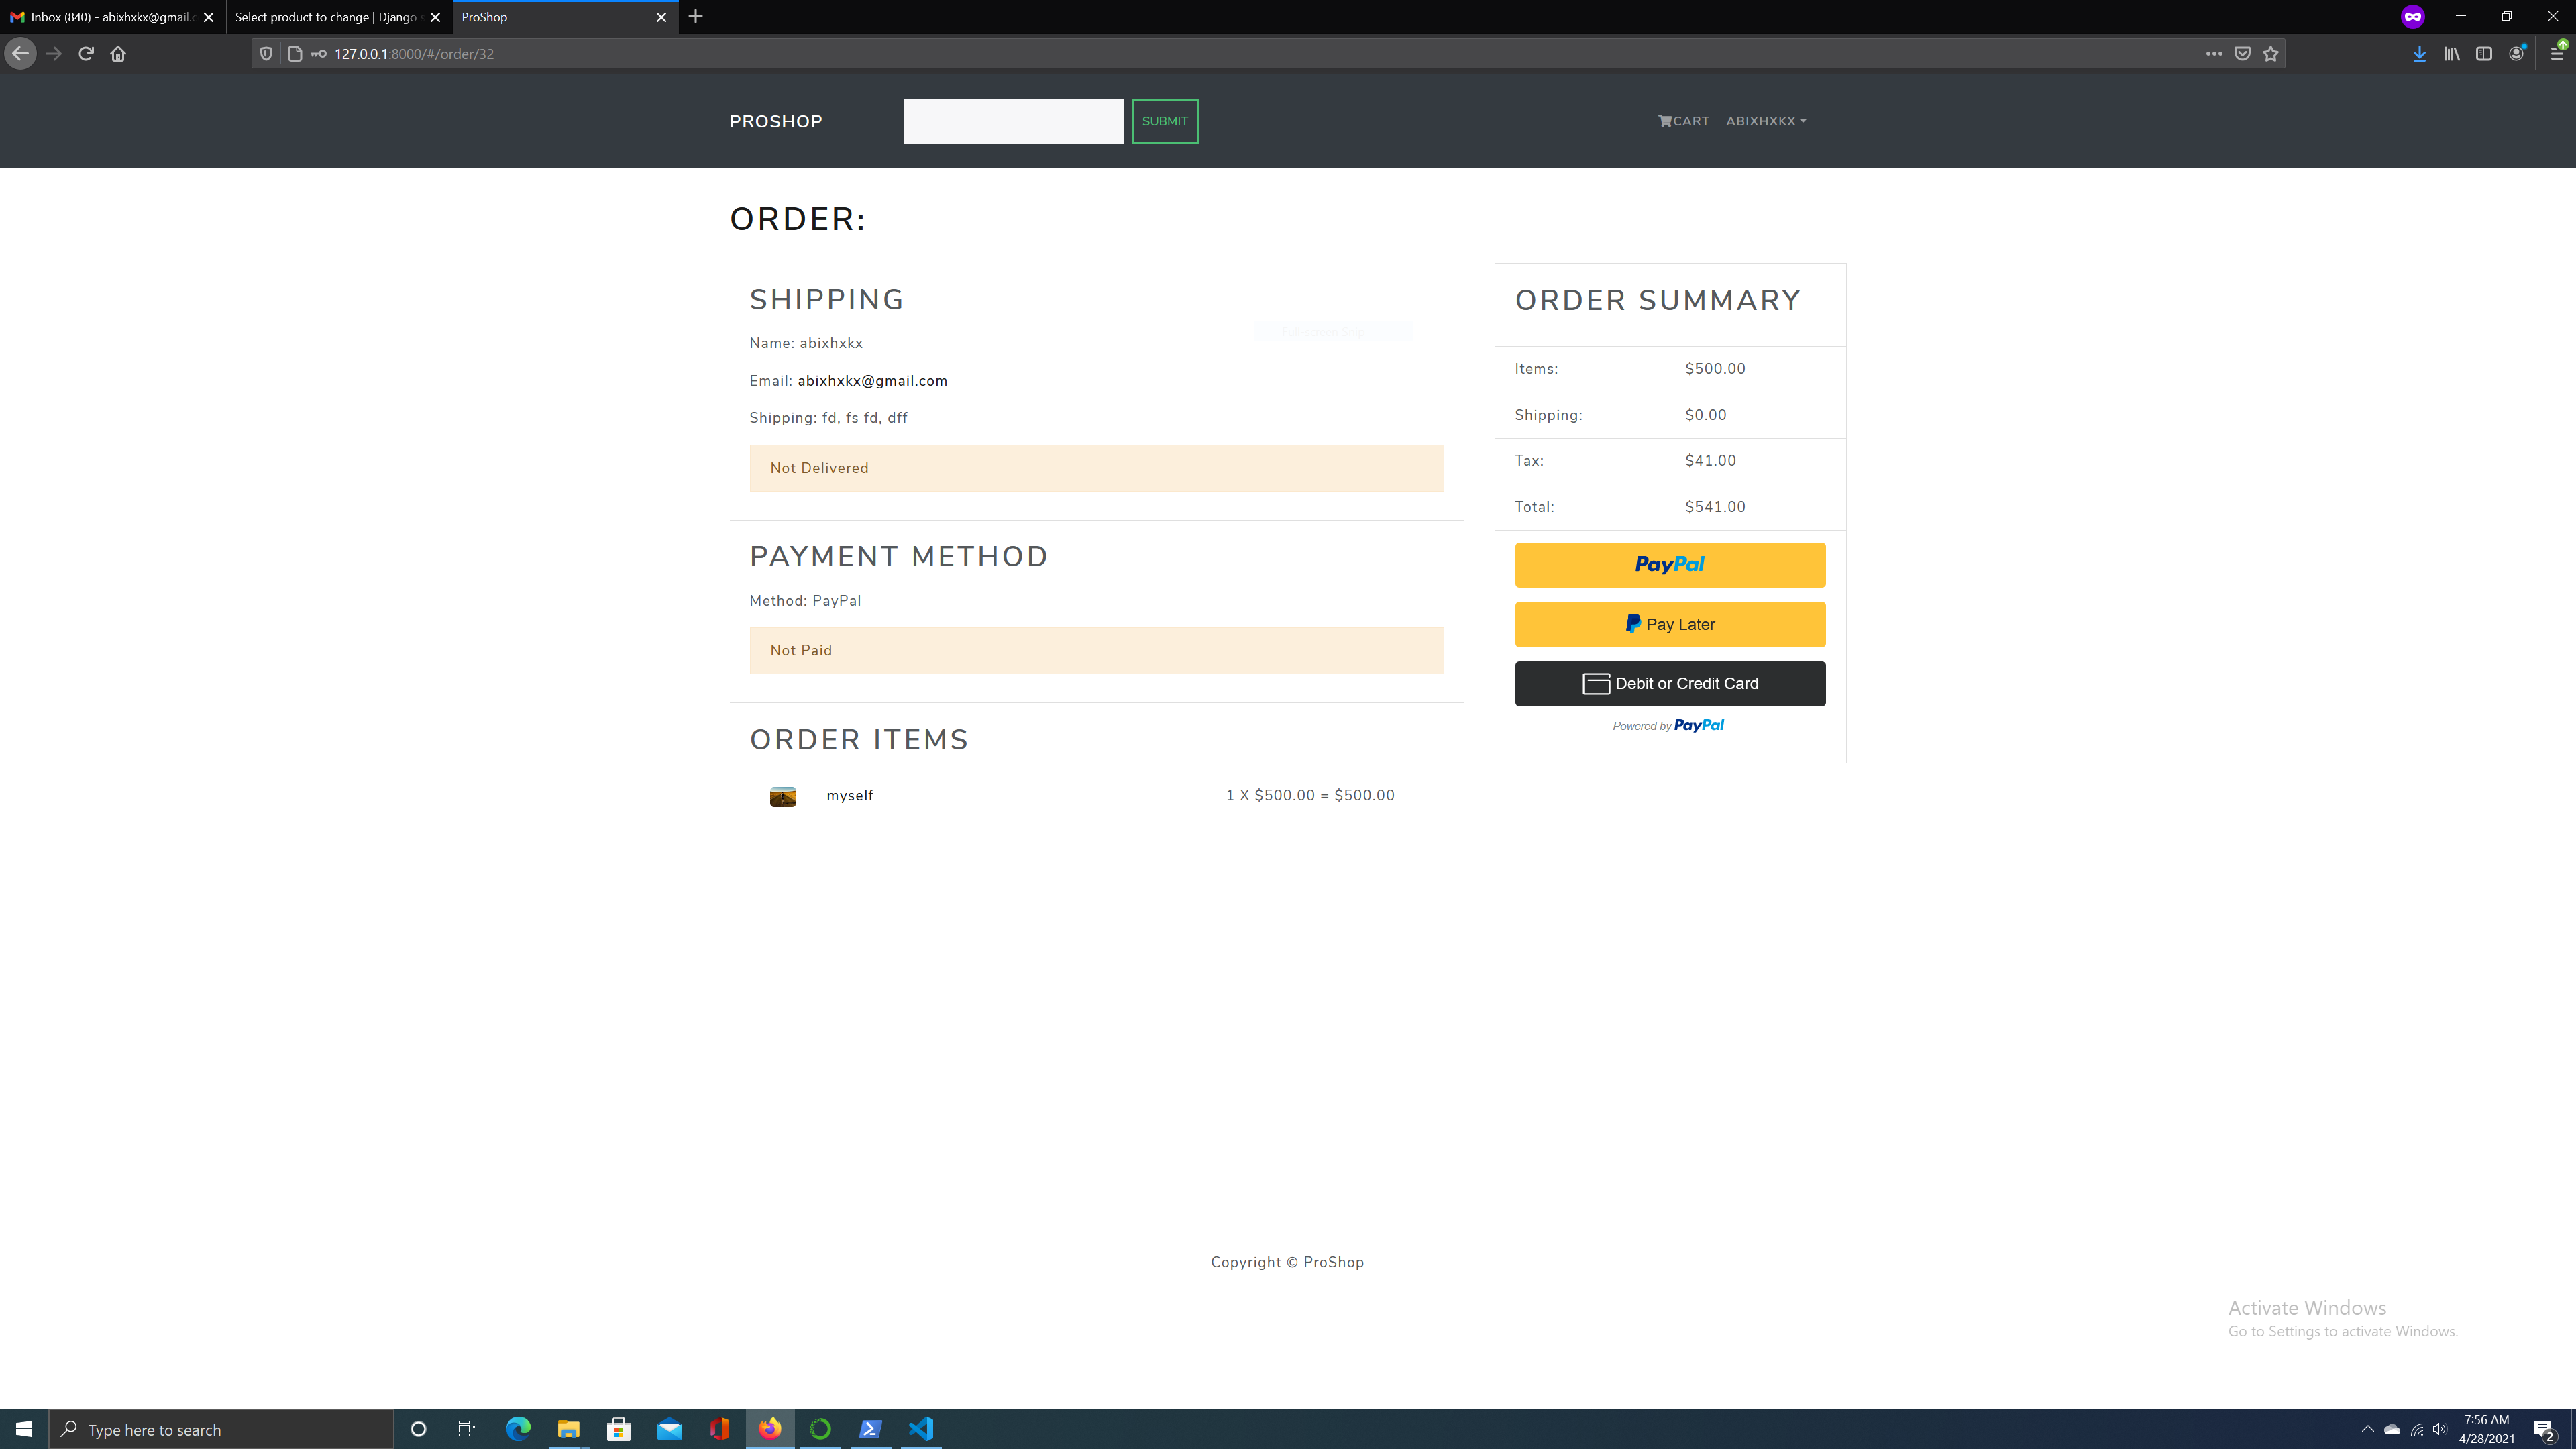 Inbox (840) - abixhxkx@gmail.c
Select product to change | Django s
ProShop
127.0.0.1:8000/#/order/32
PROSHOP
SUBMIT
CART
ABIXHXKX
ORDER:
SHIPPING
Name: abixhxkx
Email: abixhxkx@gmail.com
Shipping: fd, fs fd, dff
Not Delivered
PAYMENT METHOD
Method: PayPal
Not Paid
ORDER ITEMS
myself
1 X $500.00 = $500.00
ORDER SUMMARY
Items: $500.00
Shipping: $0.00
Tax: $41.00
Total: $541.00
PayPal
Pay Later
Debit or Credit Card
Powered by PayPal
Copyright © ProShop
Activate Windows
Go to Settings to activate Windows.
Type here to search
7:56 AM
4/28/2021
2